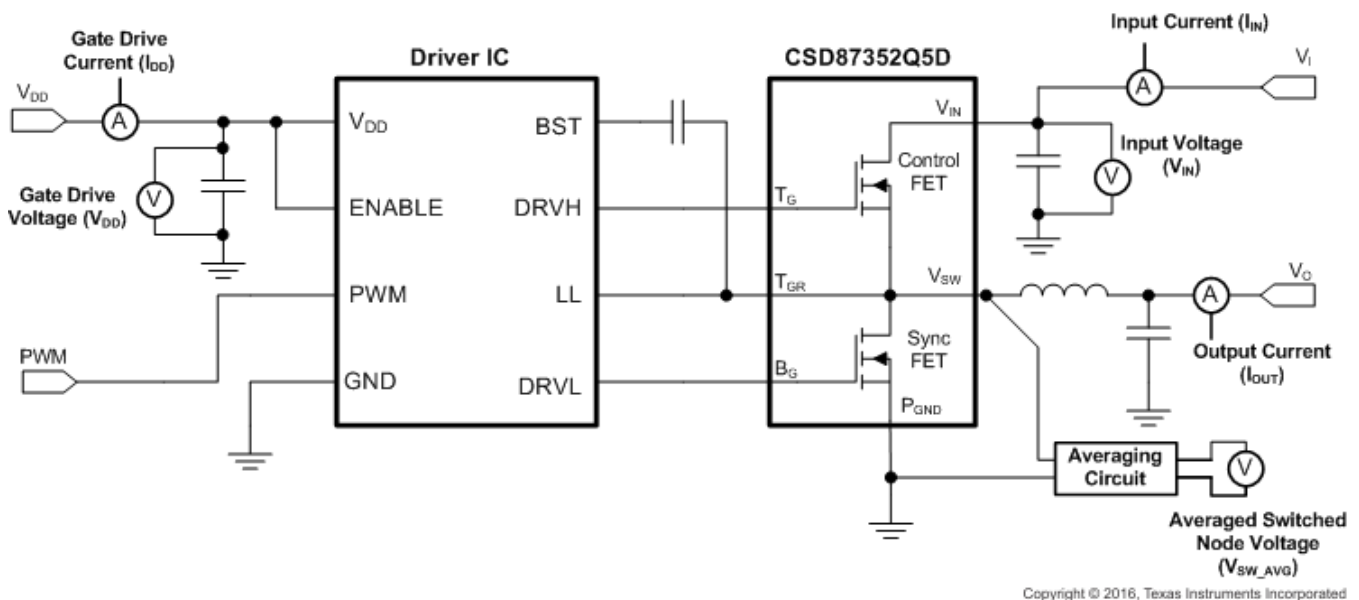 Gate Drive
Current (IDD)
VDD
A
Driver IC
CSD87352Q5D
Input Current (IIN)
VI
A
VDD
BST
VIN
Control
FET
Input Voltage
(VIN)
V
V
Gate Drive
Voltage (VDD)
ENABLE
DRVH
TG
PWM
LL
TGR
VSW
VO
A
Output Current
(IOUT)
PWM
GND
DRVL
BG
Sync
FET
PGND
Averaging
Circuit
V
Averaged Switched
Node Voltage
(VSW_AVG)
Copyright © 2016, Texas Instruments Incorporated